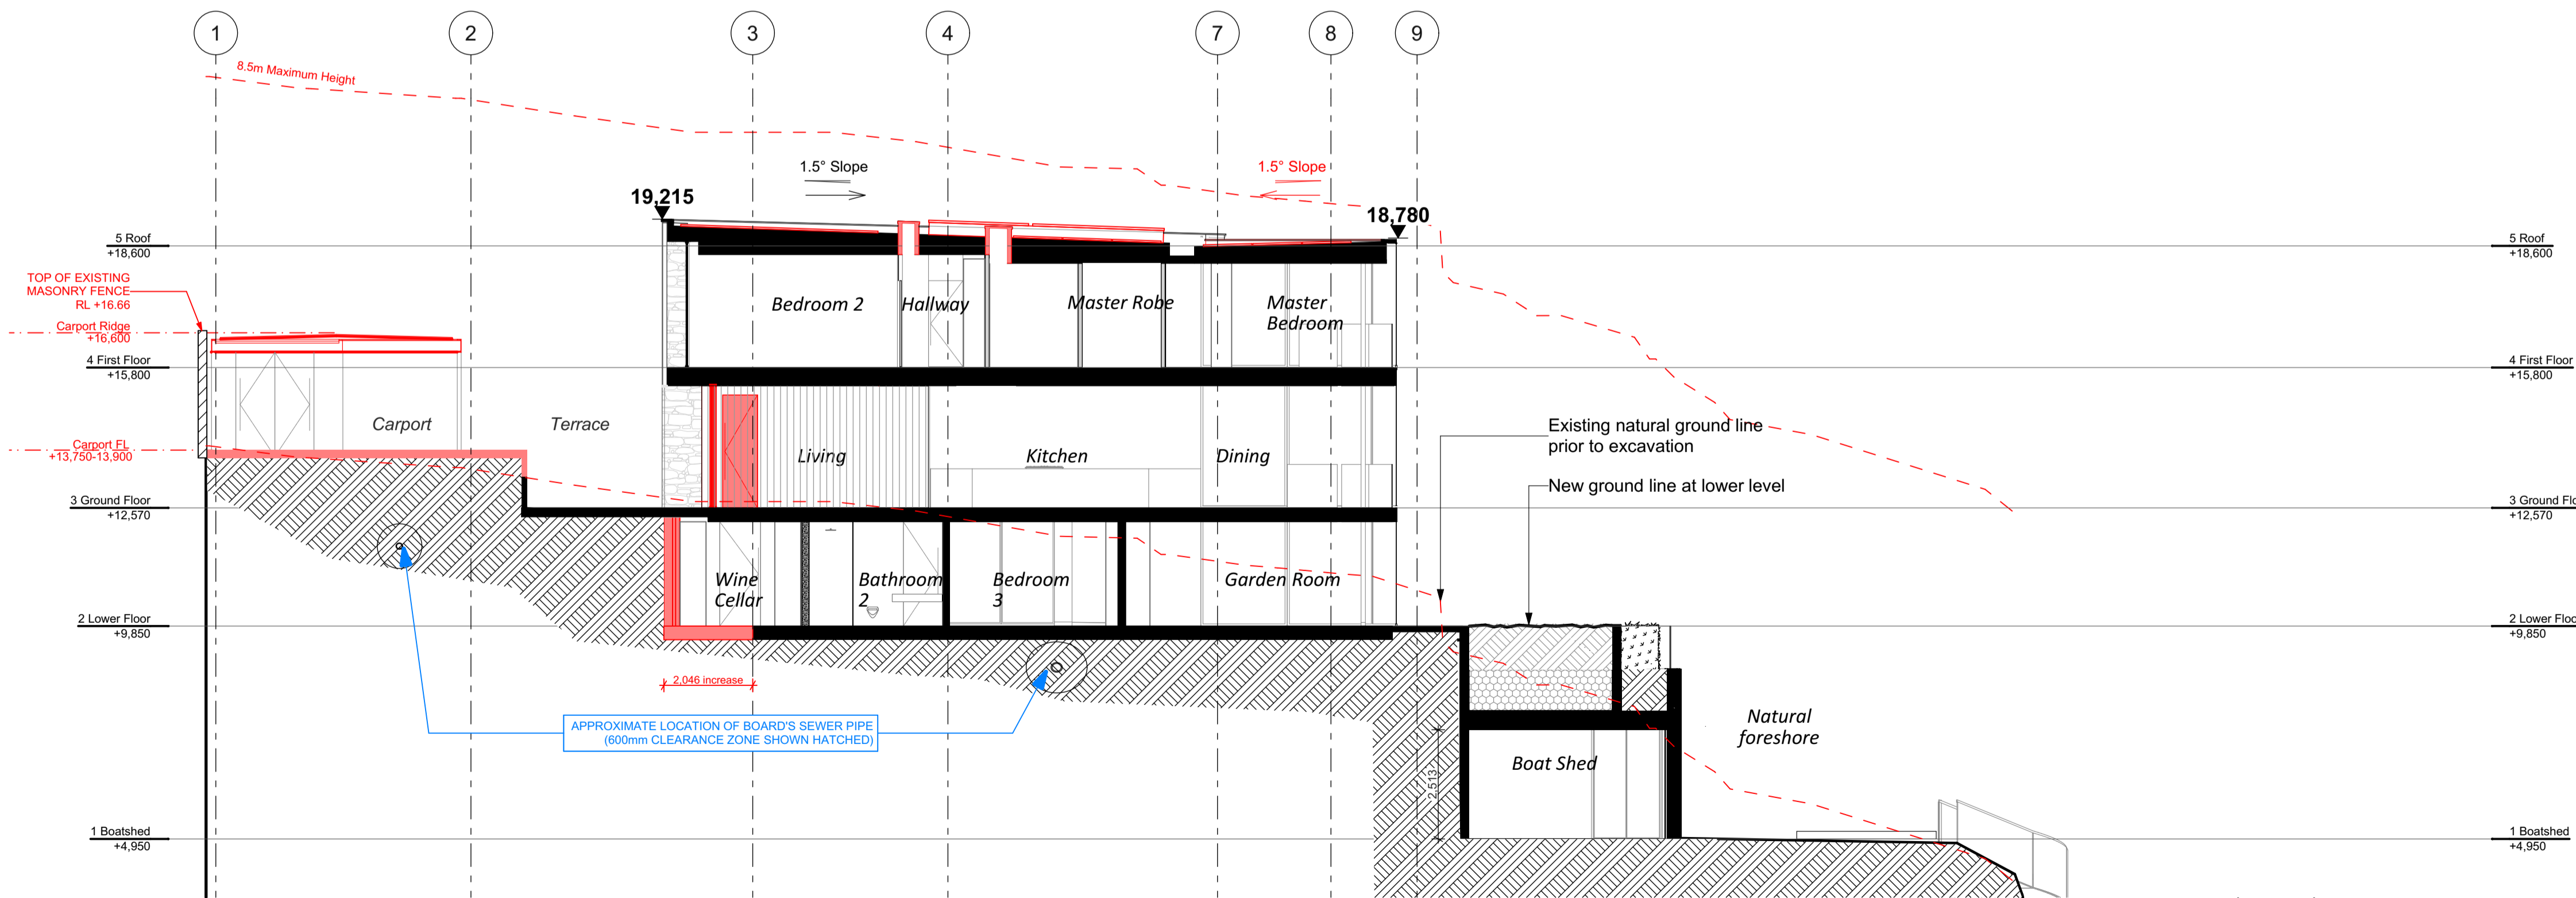 1
2
3
4
7
8
9
8.5m Maximum Height
1.5° Slope
1.5° Slope
19,215
18,780
5 Roof
+18,600
5 Roof
+18,600
TOP OF EXISTING
MASONRY FENCE
RL +16.66
Carport Ridge
+16,600
Bedroom 2
Hallway
Master Robe
Master
Bedroom
4 First Floor
+15,800
4 First Floor
+15,800
Carport
Terrace
Carport FL
+13,750-13,900
Living
Kitchen
Dining
Existing natural ground line
prior to excavation
New ground line at lower level
3 Ground Floor
+12,570
3 Ground Flo
+12,570
Wine
Cellar
Bathroom
2
Bedroom
3
Garden Room
2 Lower Floor
+9,850
2 Lower Floo
+9,850
2,046 increase
APPROXIMATE LOCATION OF BOARD'S SEWER PIPE
(600mm CLEARANCE ZONE SHOWN HATCHED)
Natural
foreshore
Boat Shed
2,513
1 Boatshed
+4,950
1 Boatshed
+4,950